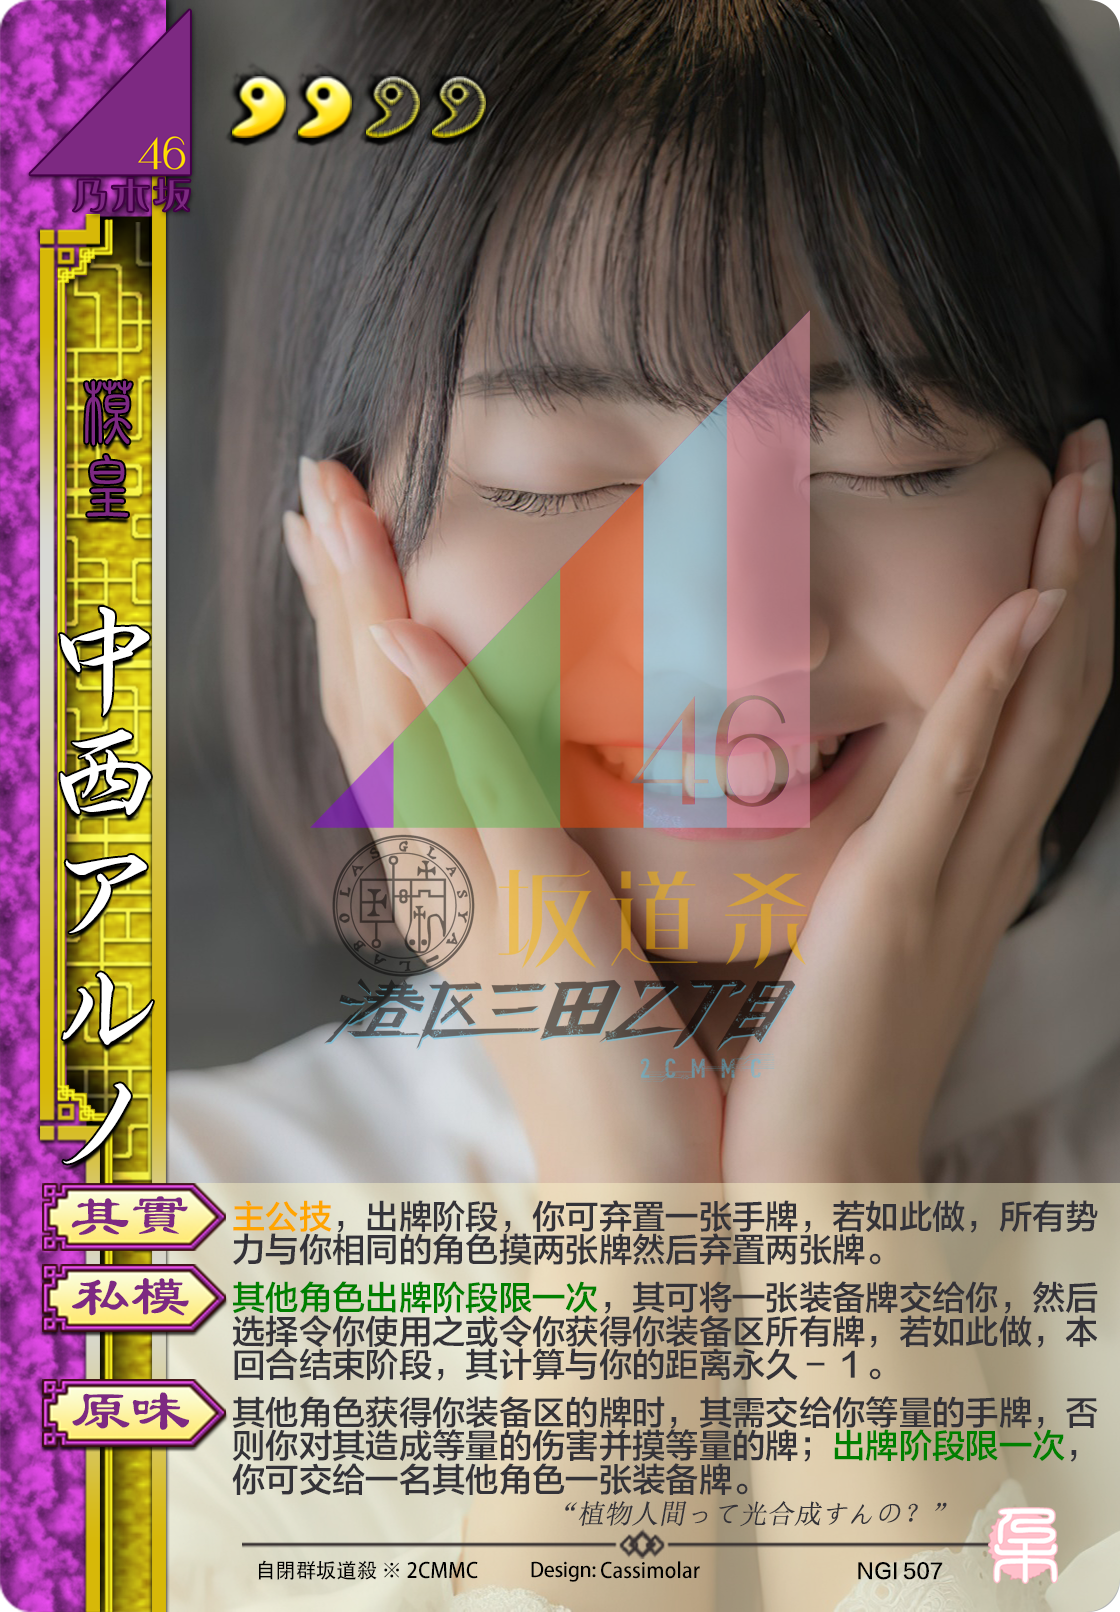 46
乃木坂
模皇
中西アルノ
46
GLASYALABOLAS
坂道杀
港区三田乙丁目
2CMMC
其實
主公技，出牌阶段，你可弃置一张手牌，若如此做，所有势
力与你相同的角色摸两张牌然后弃置两张牌。
私模
其他角色出牌阶段限一次，其可将一张装备牌交给你，然后
选择令你使用之或令你获得你装备区所有牌，若如此做，本
回合结束阶段，其计算与你的距离永久－1。
原味
其他角色获得你装备区的牌时，其需交给你等量的手牌，否
则你对其造成等量的伤害并摸等量的牌；出牌阶段限一次，
你可交给一名其他角色一张装备牌。
“植物人間って光合成すんの？”
自閉群坂道殺 ※ 2CMMC Design: Cassimolar NGI 507